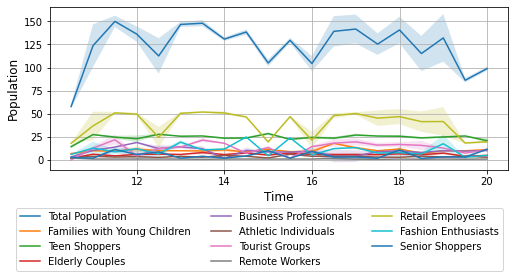 150
125
100
75
50
25
0
Population
12
14
16
18
20
Time
Total Population
Families with Young Children
Teen Shoppers
Elderly Couples
Business Professionals
Athletic Individuals
Tourist Groups
Remote Workers
Retail Employees
Fashion Enthusiasts
Senior Shoppers